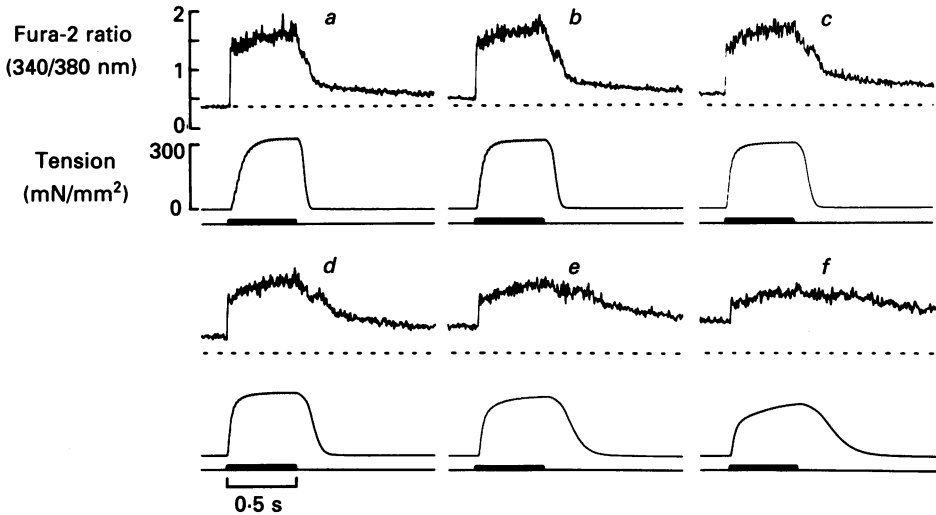 Fura-2 ratio
(340/380 nm)
2
1
0
a
b
c
Tension
(mN/mm²)
300
0
d
e
f
0·5 s